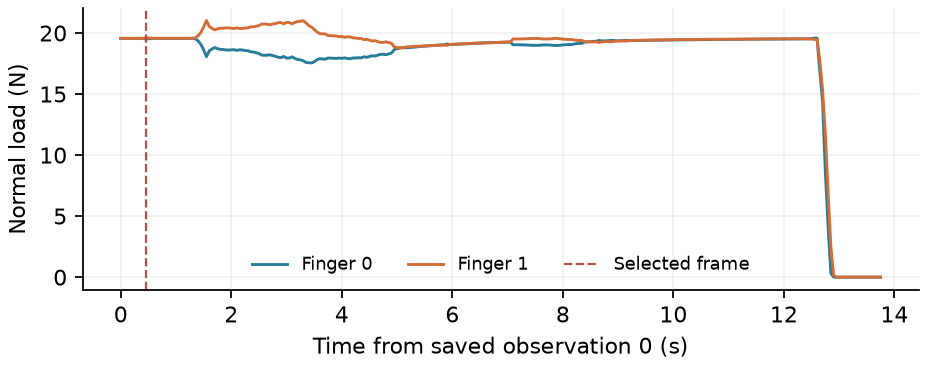 Normal load (N)
20
15
10
5
0
Finger 0
Finger 1
Selected frame
0 2 4 6 8 10 12 14
Time from saved observation 0 (s)